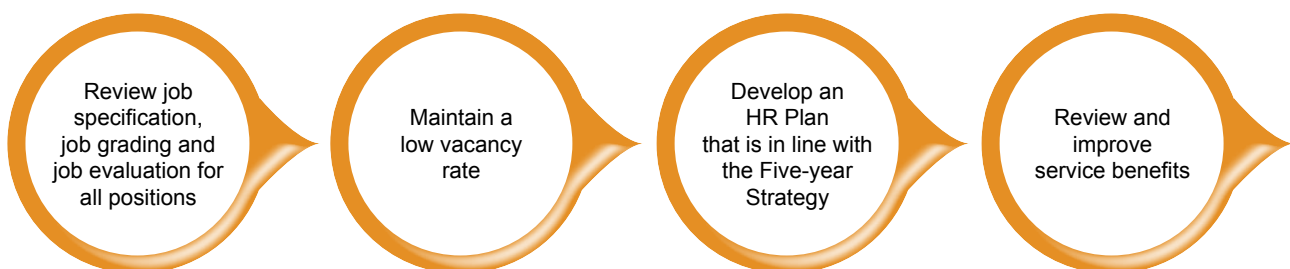 Review job
specification,
job grading and
job evaluation for
all positions
Maintain a
low vacancy
rate
Develop an
HR Plan
that is in line with
the Five-year
Strategy
Review and
improve
service benefits